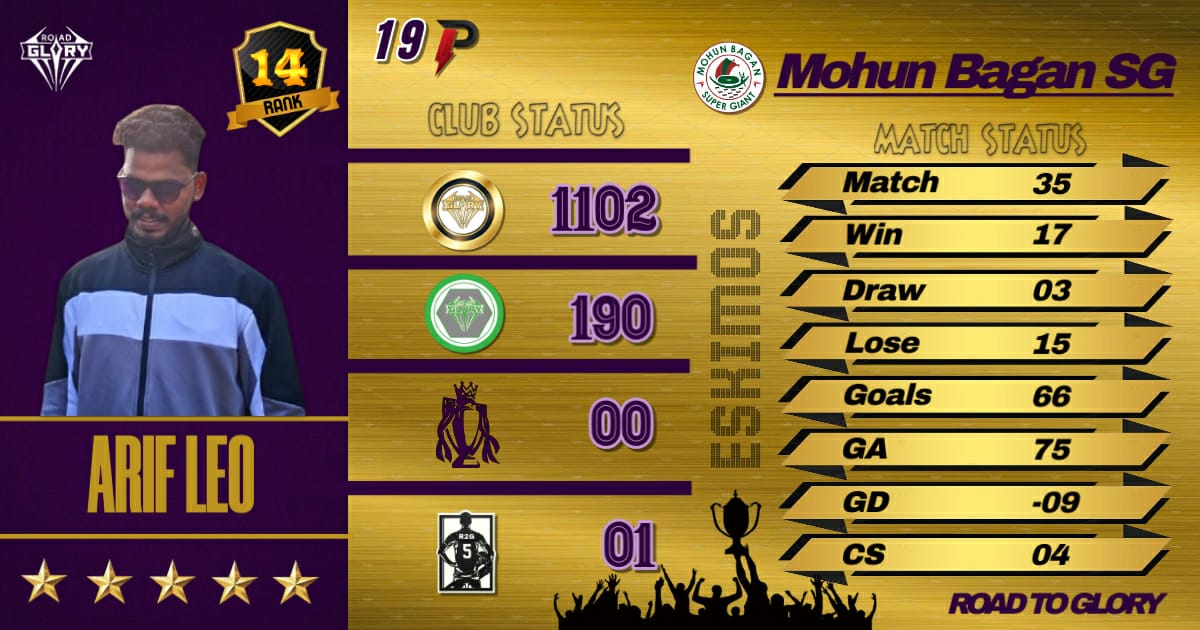 ROAD
GLORY
14
RANK
ARIF LEO
19 P
CLUB STATUS
GLORY
1102
GLORY
190
00
R2G
5
01
ESKIMOS
MOHUN BAGAN
SUPER GIANT
Mohun Bagan SG
MATCH STATUS
Match 35
Win 17
Draw 03
Lose 15
Goals 66
GA 75
GD -09
CS 04
ROAD TO GLORY